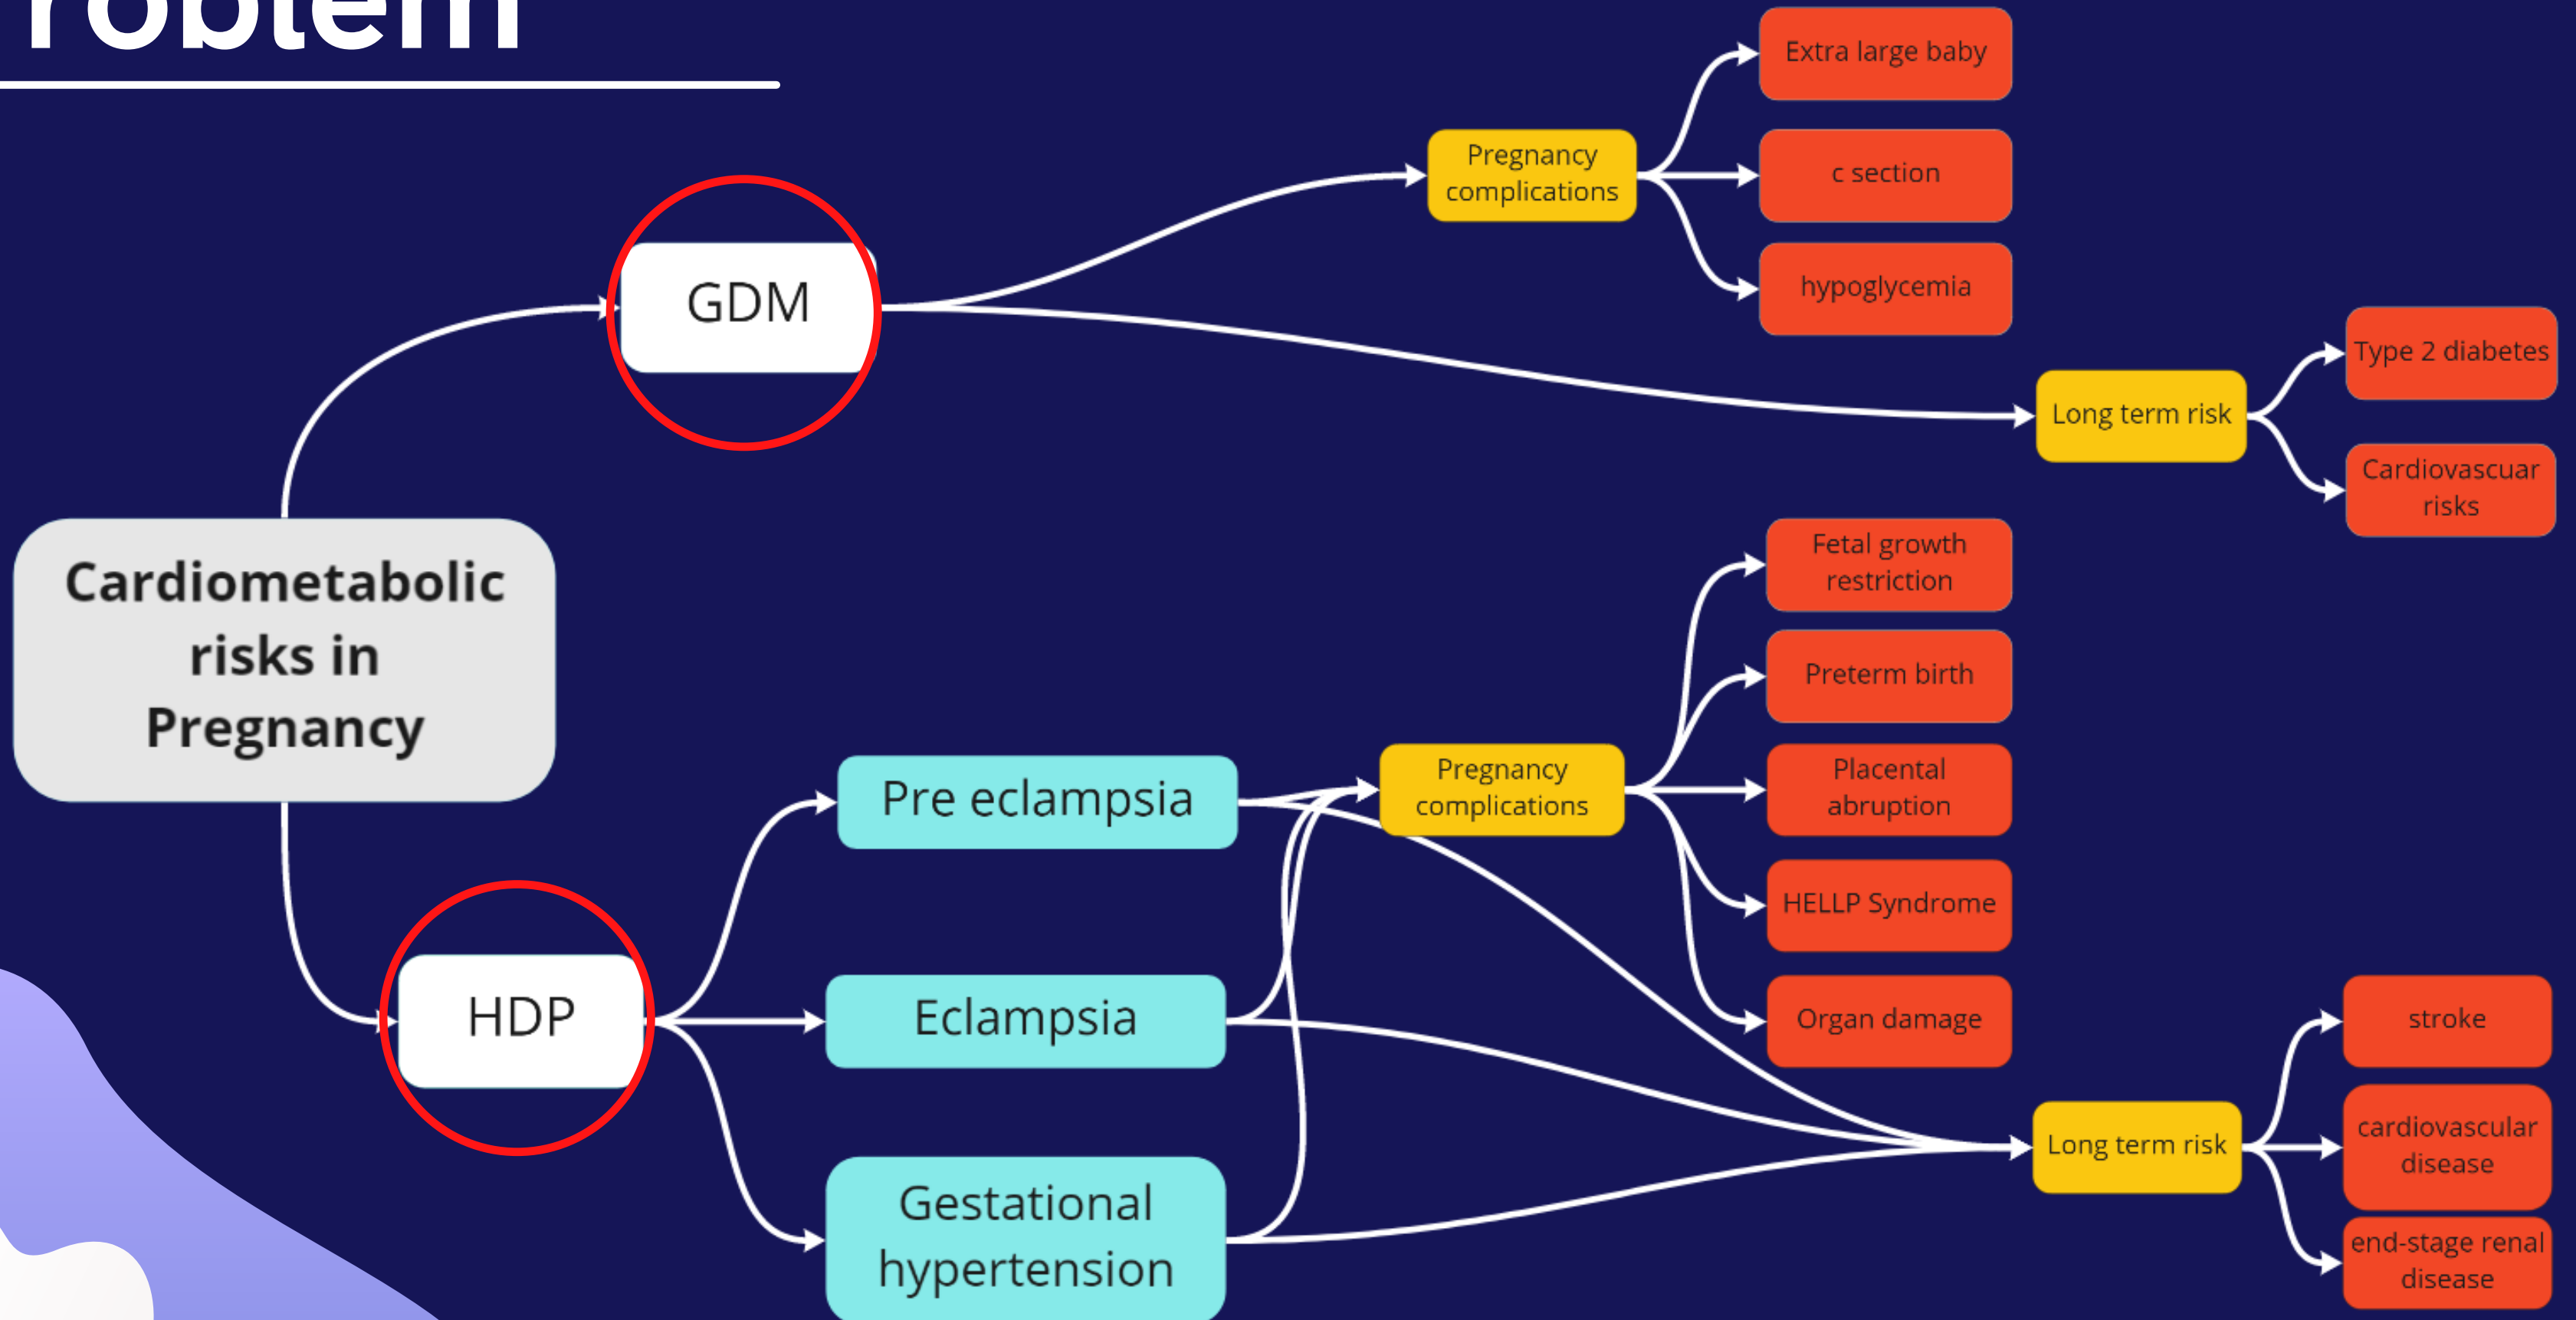 roblem
Extra large baby
Pregnancy
complications
c section
hypoglycemia
GDM
Type 2 diabetes
Long term risk
Cardiovascuar
risks
Cardiometabolic
risks in
Pregnancy
Fetal growth
restriction
Preterm birth
Pre eclampsia
Pregnancy
complications
Placental
abruption
HELLP Syndrome
HDP
Eclampsia
Organ damage
stroke
Long term risk
cardiovascular
disease
Gestational
hypertension
end-stage renal
disease